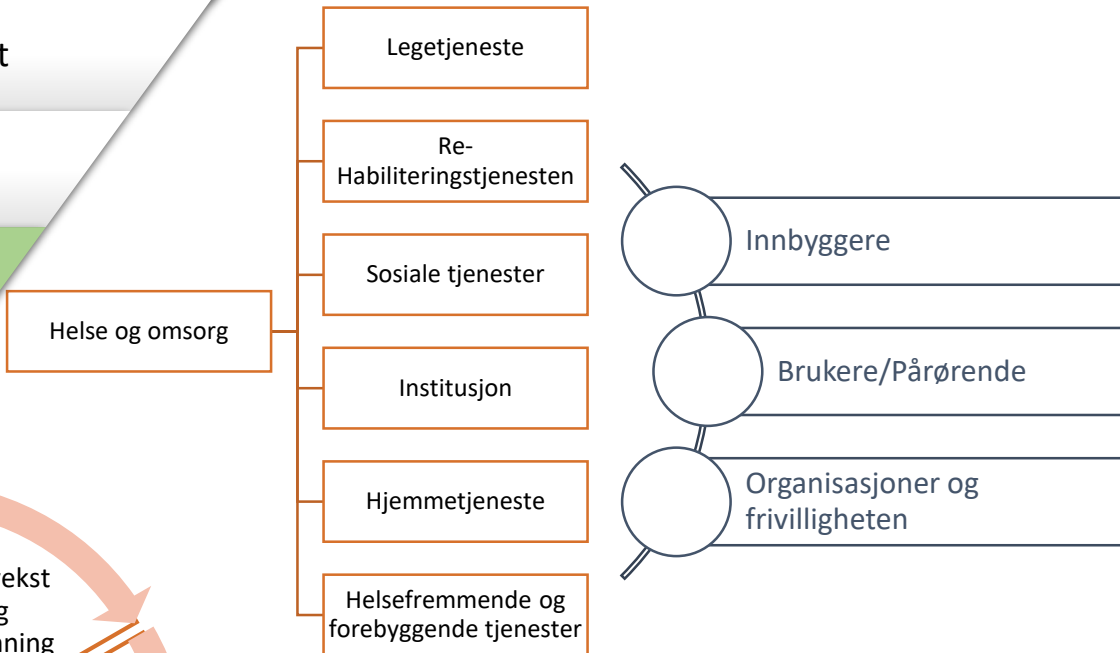 t
Legetjeneste
Re-
Habiliteringstjenesten
Sosiale tjenester
Helse og omsorg
Institusjon
Hjemmetjeneste
Helsefremmende og
forebyggende tjenester
Innbyggere
Brukere/Pårørende
Organisasjoner og
frivilligheten